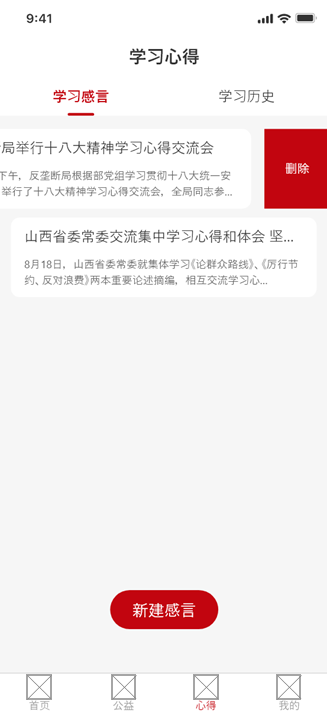 9:41
学习心得
学习感言
学习历史
局举行十八大精神学习心得交流会
下午，反垄断局根据部党组学习贯彻十八大统一安
举行了十八大精神学习心得交流会，全局同志参...
刪除
山西省委常委交流集中学习心得和体会 坚...
8月18日，山西省委常委就集体学习《论群众路线》、《厉行节
约、反对浪费》两本重要论述摘编，相互交流学习心...
新建感言
首页
公益
心得
我的